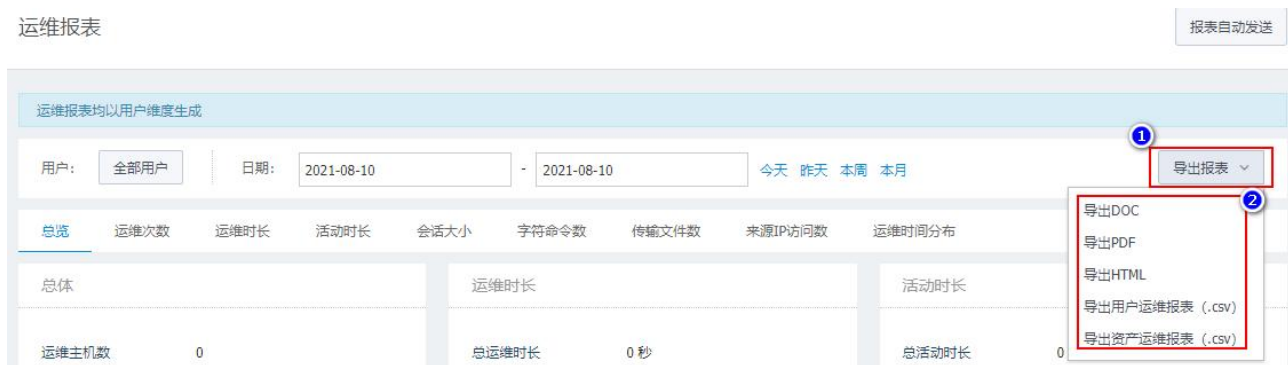 运维报表
报表自动发送
运维报表均以用户维度生成
1
用户： 全部用户 日期： 2021-08-10 - 2021-08-10 今天 昨天 本周 本月 导出报表
2
导出DOC
导出PDF
导出HTML
导出用户运维报表（.csv）
导出资产运维报表（.csv）
总览 运维次数 运维时长 活动时长 会话大小 字符命令数 传输文件数 来源IP访问数 运维时间分布
总体 运维时长 活动时长
运维主机数 0 总运维时长 0 秒 总活动时长 0